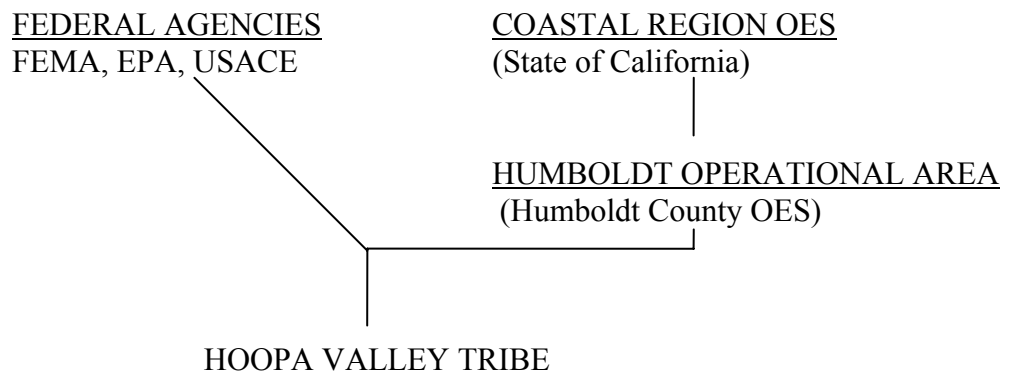 FEDERAL AGENCIES
FEMA, EPA, USACE
COASTAL REGION OES
(State of California)
HUMBOLDT OPERATIONAL AREA
(Humboldt County OES)
HOOPA VALLEY TRIBE